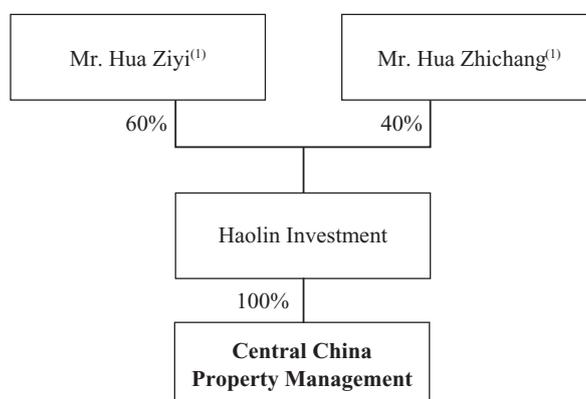 Mr. Hua Ziyi(1)
Mr. Hua Zhichang(1)
60%
40%
Haolin Investment
100%
Central China
Property Management